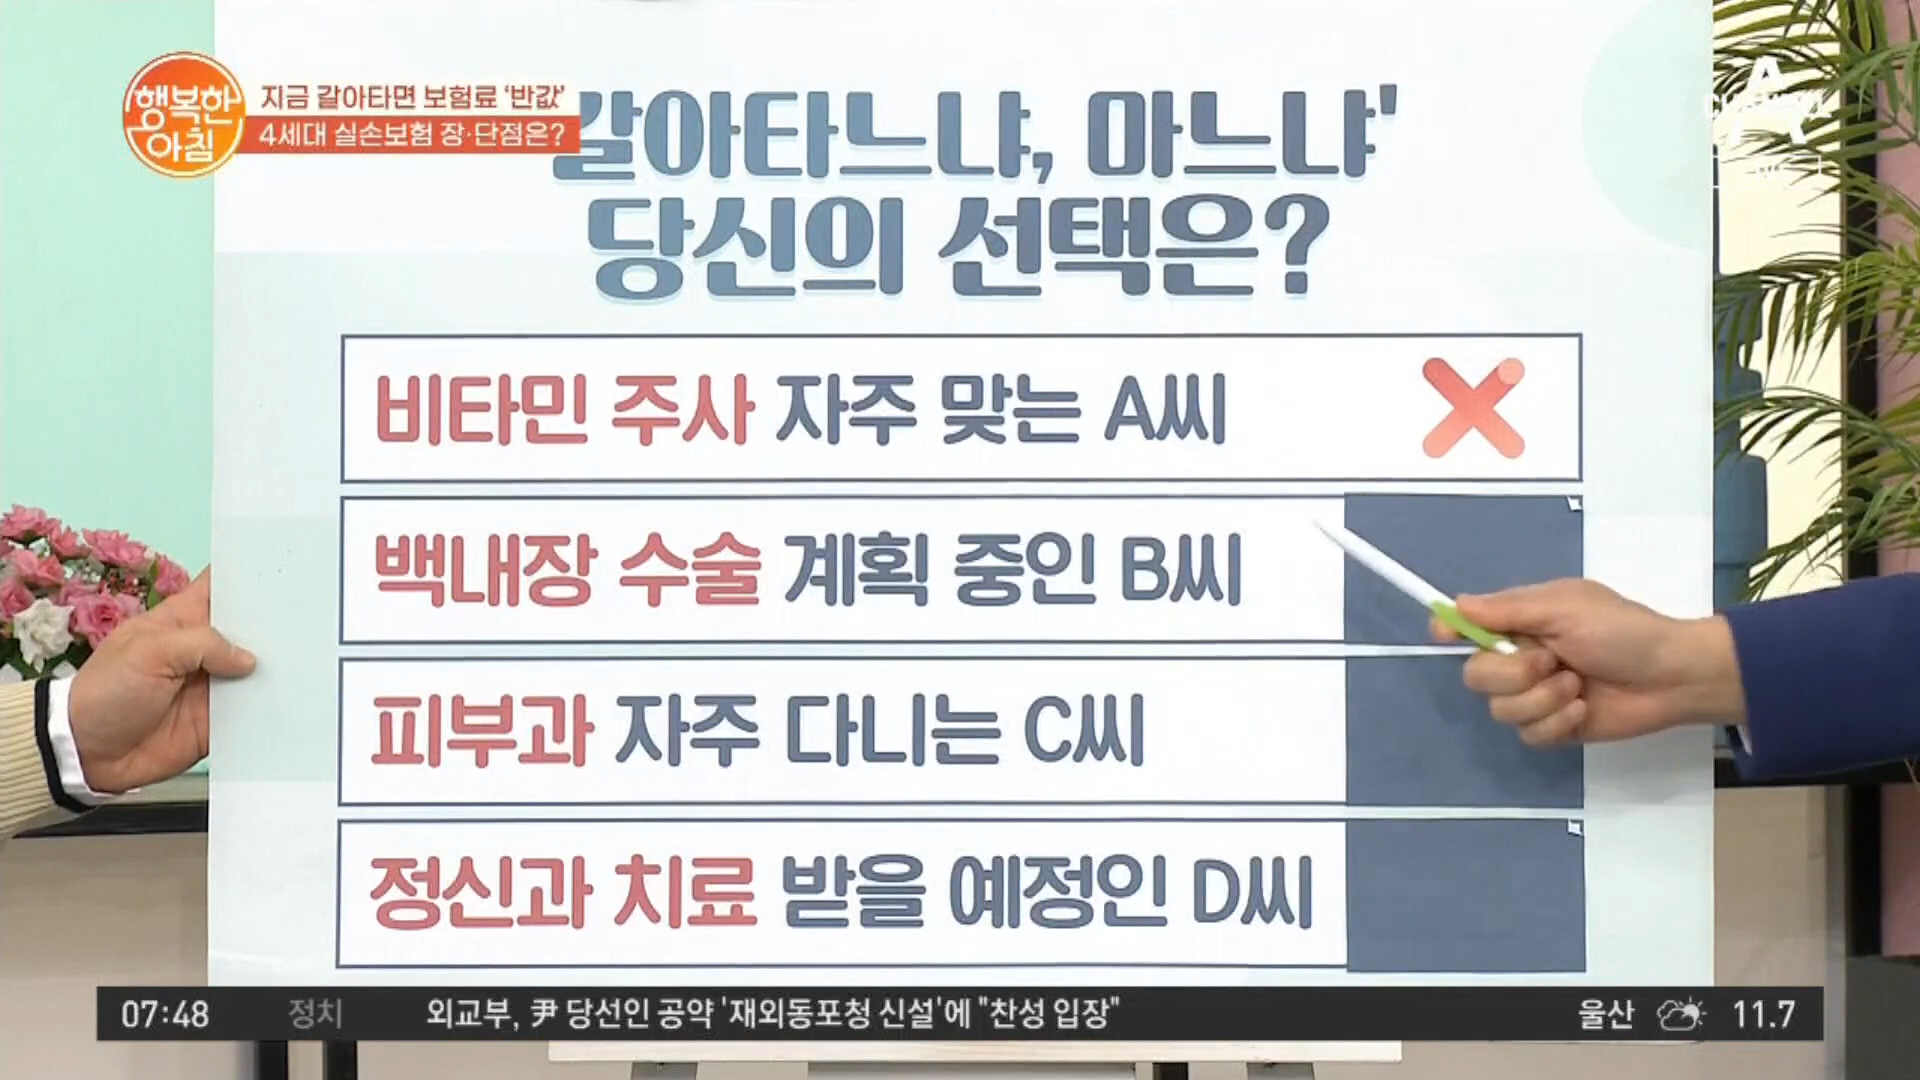 행복한
아침
지금 갈아타면 보험료 '반값'
4세대 실손보험 장·단점은?
갈아타느냐, 마느냐'
당신의 선택은?
비타민 주사 자주 맞는 A씨
백내장 수술 계획 중인 B씨
피부과 자주 다니는 C씨
정신과 치료 받을 예정인 D씨
07:48 정치 외교부, 尹 당선인 공약 '재외동포청 신설'에 "찬성 입장" 울산 11.7